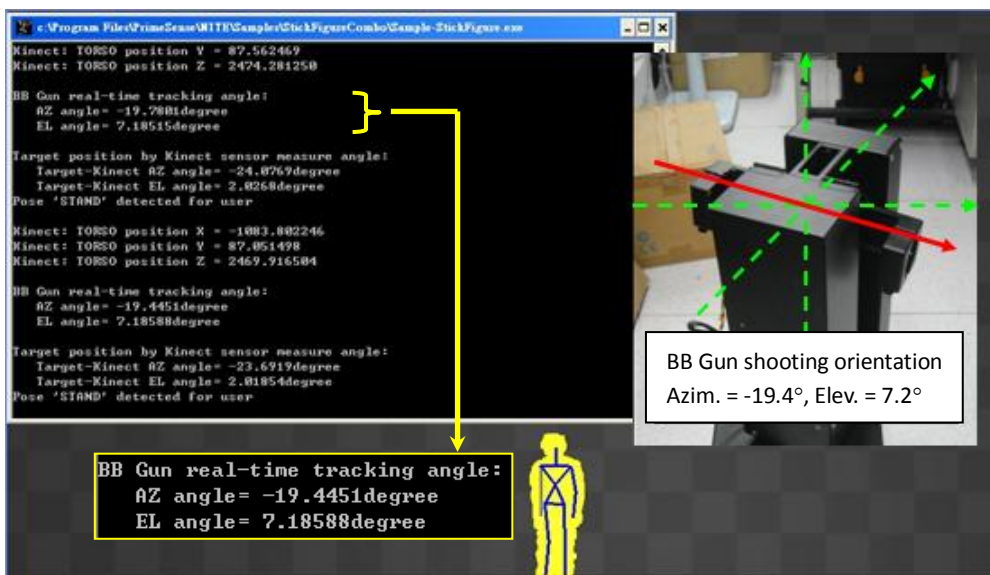 c:\Program Files\PrimeSense\NITE\Samples\StickFigureCombo\Sample-StickFigure.exe
Kinect: TORSO position Y = 87.562469
Kinect: TORSO position Z = 2474.281250
BB Gun real-time tracking angle:
AZ angle= -19.7801degree
EL angle= 7.18515degree
Target position by Kinect sensor measure angle:
Target-Kinect AZ angle= -24.0769degree
Target-Kinect EL angle= 2.0268degree
Pose 'STAND' detected for user
Kinect: TORSO position X = -1083.802246
Kinect: TORSO position Y = 87.051498
Kinect: TORSO position Z = 2469.916504
BB Gun real-time tracking angle:
AZ angle= -19.4451degree
EL angle= 7.18588degree
Target position by Kinect sensor measure angle:
Target-Kinect AZ angle= -23.6919degree
Target-Kinect EL angle= 2.01854degree
Pose 'STAND' detected for user
BB Gun shooting orientation
Azim. = -19.4°, Elev. = 7.2°
BB Gun real-time tracking angle:
AZ angle= -19.4451degree
EL angle= 7.18588degree